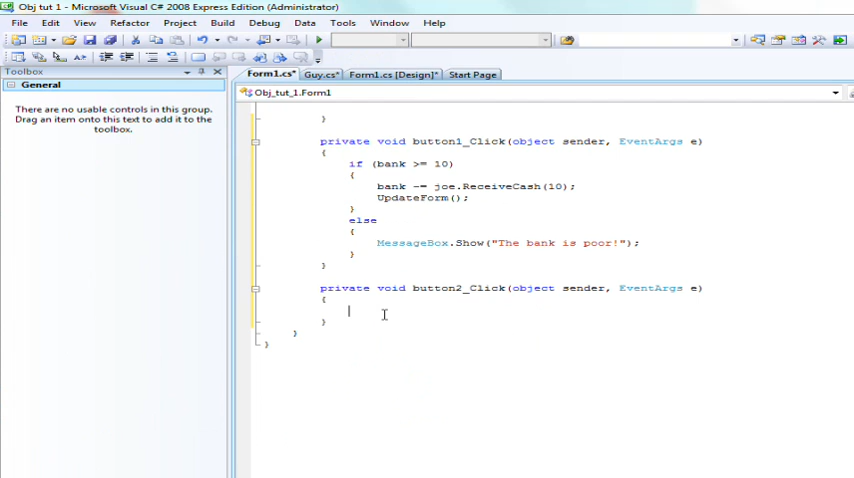 Obj tut 1 - Microsoft Visual C# 2008 Express Edition (Administrator)
File Edit View Refactor Project Build Debug Data Tools Window Help
Toolbox
General
There are no usable controls in this group.
Drag an item onto this text to add it to the
toolbox.
Form1.cs* Guy.cs* Form1.cs [Design]* Start Page
Obj_tut_1.Form1
}
private void button1_Click(object sender, EventArgs e)
{
if (bank >= 10)
{
bank -= joe.ReceiveCash(10);
UpdateForm();
}
else
{
MessageBox.Show("The bank is poor!");
}
}
private void button2_Click(object sender, EventArgs e)
{
}
}
}